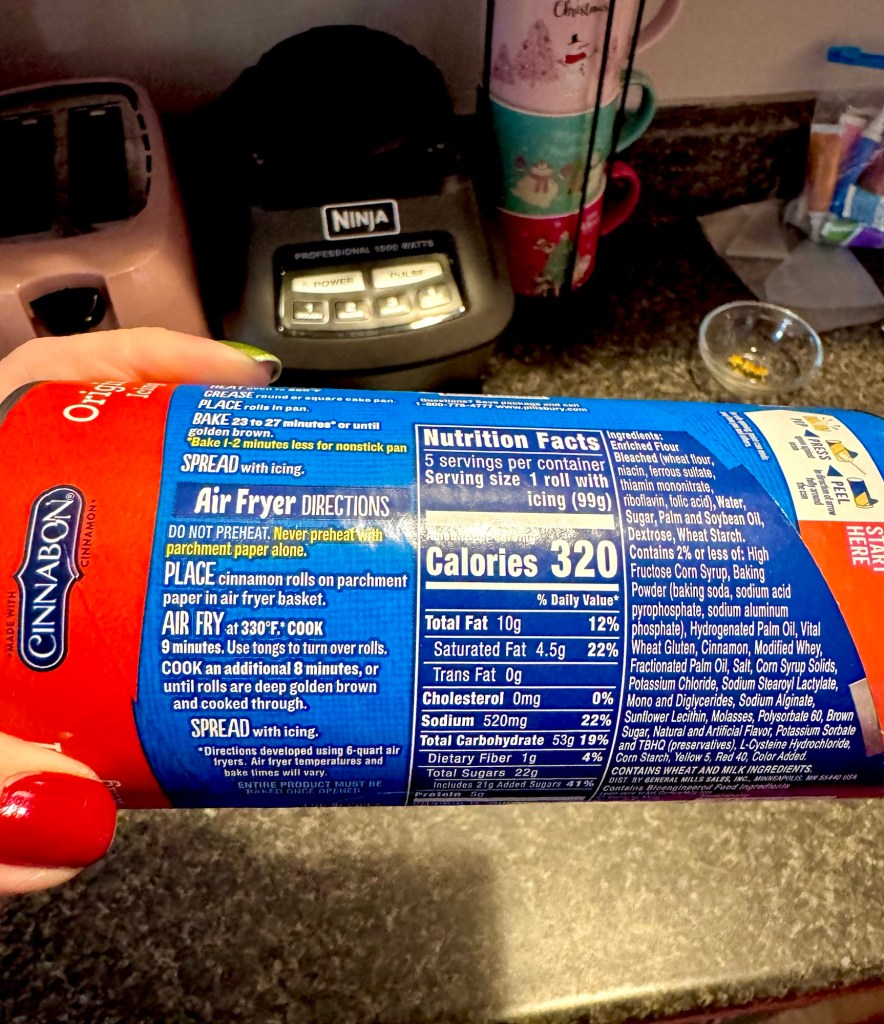 Christmas
NINJA
PROFESSIONAL 1500 WATTS
POWER
PULSE
Icing
MADE WITH
CINNABON®
CINNAMON
GREASE round or square cake pan.
PLACE rolls in pan.
BAKE 23 to 27 minutes* or until
golden brown.
*Bake 1-2 minutes less for nonstick pan
SPREAD with icing.
Air Fryer DIRECTIONS
DO NOT PREHEAT. Never preheat with
parchment paper alone.
PLACE cinnamon rolls on parchment
paper in air fryer basket.
AIR FRY at 330°F.* COOK
9 minutes. Use tongs to turn over rolls.
COOK an additional 8 minutes, or
until rolls are deep golden brown
and cooked through.
SPREAD with icing.
*Directions developed using 6-quart air
fryers. Air fryer temperatures and
bake times will vary.
ENTIRE PRODUCT MUST BE
BAKED ONCE OPENED
Questions? Save package and call
1-800-775-4777 www.pillsbury.com
Nutrition Facts
5 servings per container
Serving size 1 roll with
icing (99g)
Calories 320
% Daily Value*
Total Fat 10g 12%
Saturated Fat 4.5g 22%
Trans Fat 0g
Cholesterol 0mg 0%
Sodium 520mg 22%
Total Carbohydrate 53g 19%
Dietary Fiber 1g 4%
Total Sugars 22g
Includes 21g Added Sugars 41%
Protein 5g
Ingredients:
Enriched Flour
Bleached (wheat flour,
niacin, ferrous sulfate,
thiamin mononitrate,
riboflavin, folic acid), Water,
Sugar, Palm and Soybean Oil,
Dextrose, Wheat Starch.
Contains 2% or less of: High
Fructose Corn Syrup, Baking
Powder (baking soda, sodium acid
pyrophosphate, sodium aluminum
phosphate), Hydrogenated Palm Oil, Vital
Wheat Gluten, Cinnamon, Modified Whey,
Fractionated Palm Oil, Salt, Corn Syrup Solids,
Potassium Chloride, Sodium Stearoyl Lactylate,
Mono and Diglycerides, Sodium Alginate,
Sunflower Lecithin, Molasses, Polysorbate 60, Brown
Sugar, Natural and Artificial Flavor, Potassium Sorbate
and TBHQ (preservatives), L-Cysteine Hydrochloride,
Corn Starch, Yellow 5, Red 40, Color Added.
CONTAINS WHEAT AND MILK INGREDIENTS.
DIST. BY GENERAL MILLS SALES, INC., MINNEAPOLIS, MN 55440 USA
Contains Bioengineered Food Ingredients
PRESS
PEEL
START
HERE